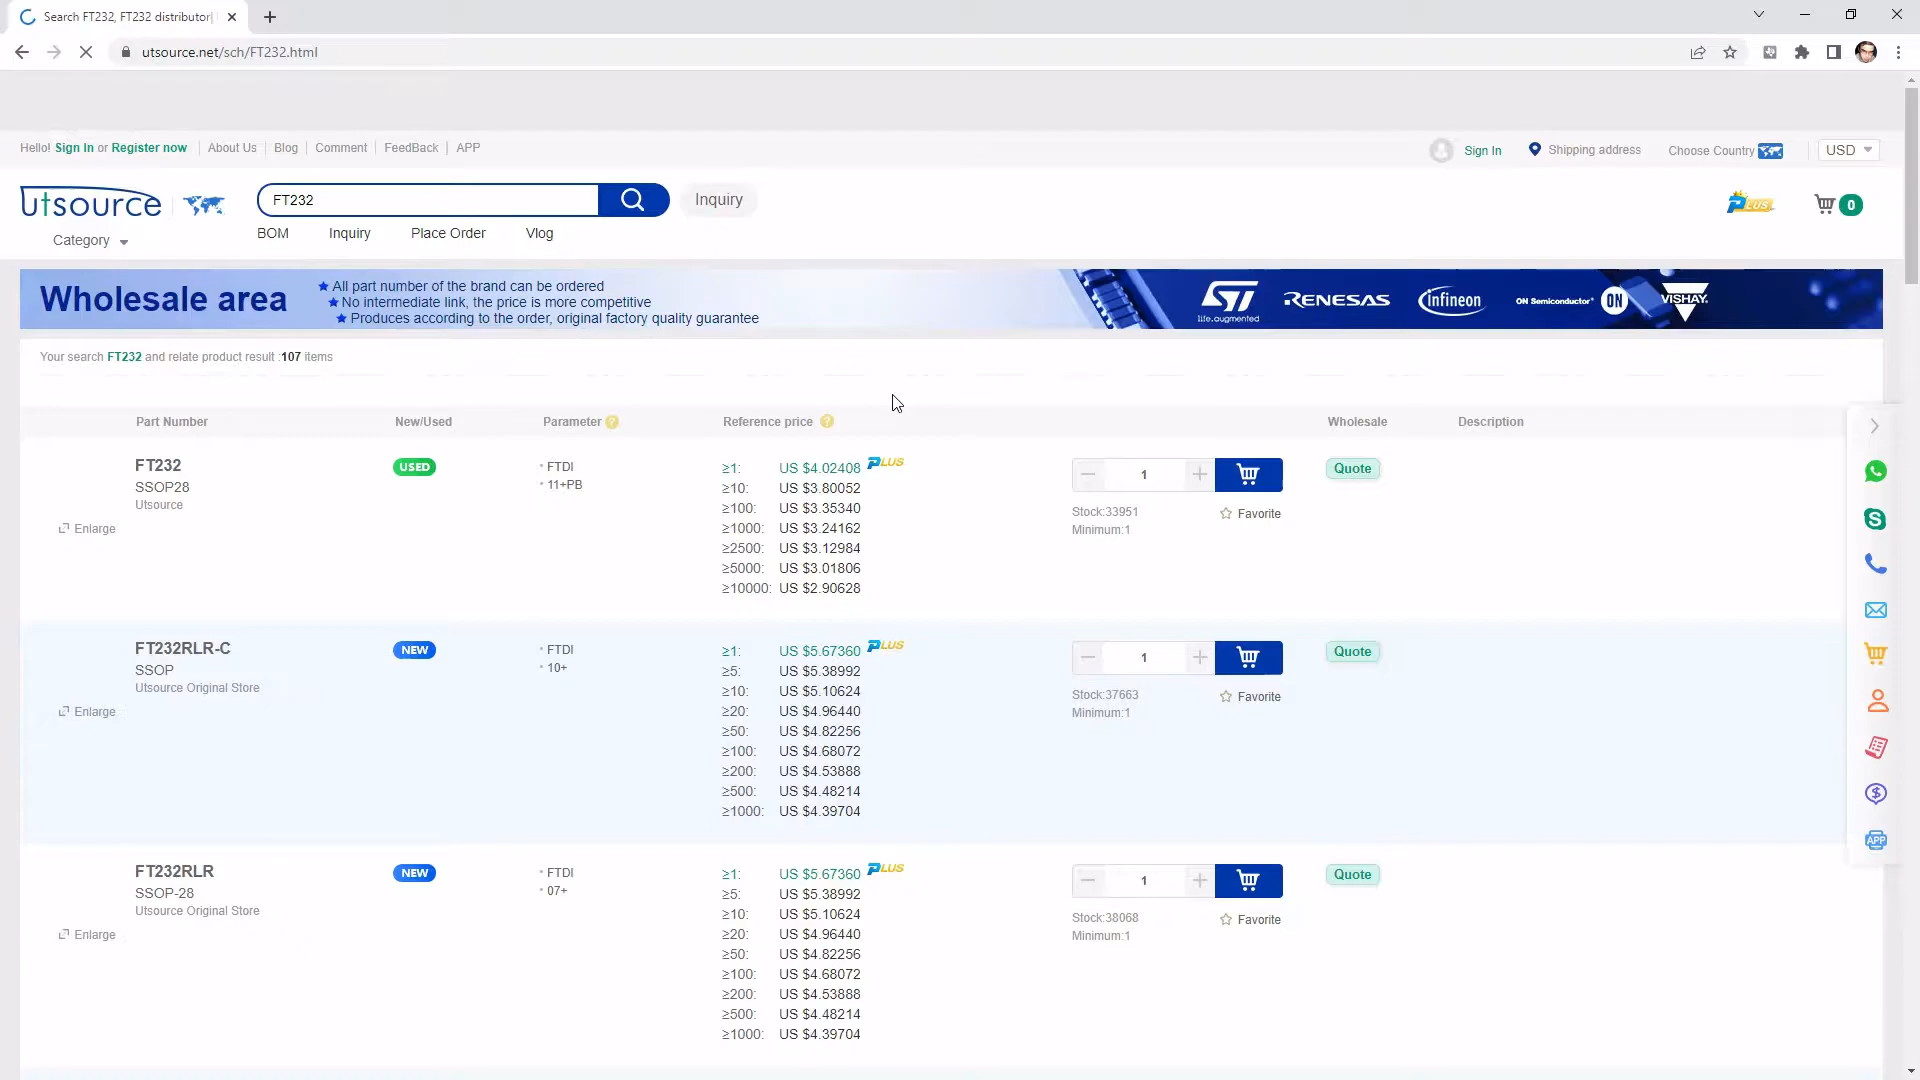 Search FT232, FT232 distributor|
utsource.net/sch/FT232.html
Hello! Sign In or Register now About Us Blog Comment FeedBack APP
Sign In Shipping address Choose Country USD
utsource
FT232
Inquiry
PLUS
0
Category
BOM Inquiry Place Order Vlog
Wholesale area
All part number of the brand can be ordered
No intermediate link, the price is more competitive
Produces according to the order, original factory quality guarantee
ST life.augmented RENESAS infineon ON Semiconductor ON VISHAY.
Your search FT232 and relate product result :107 items
Part Number New/Used Parameter ? Reference price ? Wholesale Description
FT232
SSOP28
Utsource
Enlarge
USED
FTDI
11+PB
≥1: US $4.02408 PLUS
≥10: US $3.80052
≥100: US $3.35340
≥1000: US $3.24162
≥2500: US $3.12984
≥5000: US $3.01806
≥10000: US $2.90628
1
Stock:33951
Minimum:1
Favorite
Quote
FT232RLR-C
SSOP
Utsource Original Store
Enlarge
NEW
FTDI
10+
≥1: US $5.67360 PLUS
≥5: US $5.38992
≥10: US $5.10624
≥20: US $4.96440
≥50: US $4.82256
≥100: US $4.68072
≥200: US $4.53888
≥500: US $4.48214
≥1000: US $4.39704
1
Stock:37663
Minimum:1
Favorite
Quote
FT232RLR
SSOP-28
Utsource Original Store
Enlarge
NEW
FTDI
07+
≥1: US $5.67360 PLUS
≥5: US $5.38992
≥10: US $5.10624
≥20: US $4.96440
≥50: US $4.82256
≥100: US $4.68072
≥200: US $4.53888
≥500: US $4.48214
≥1000: US $4.39704
1
Stock:38068
Minimum:1
Favorite
Quote
APP